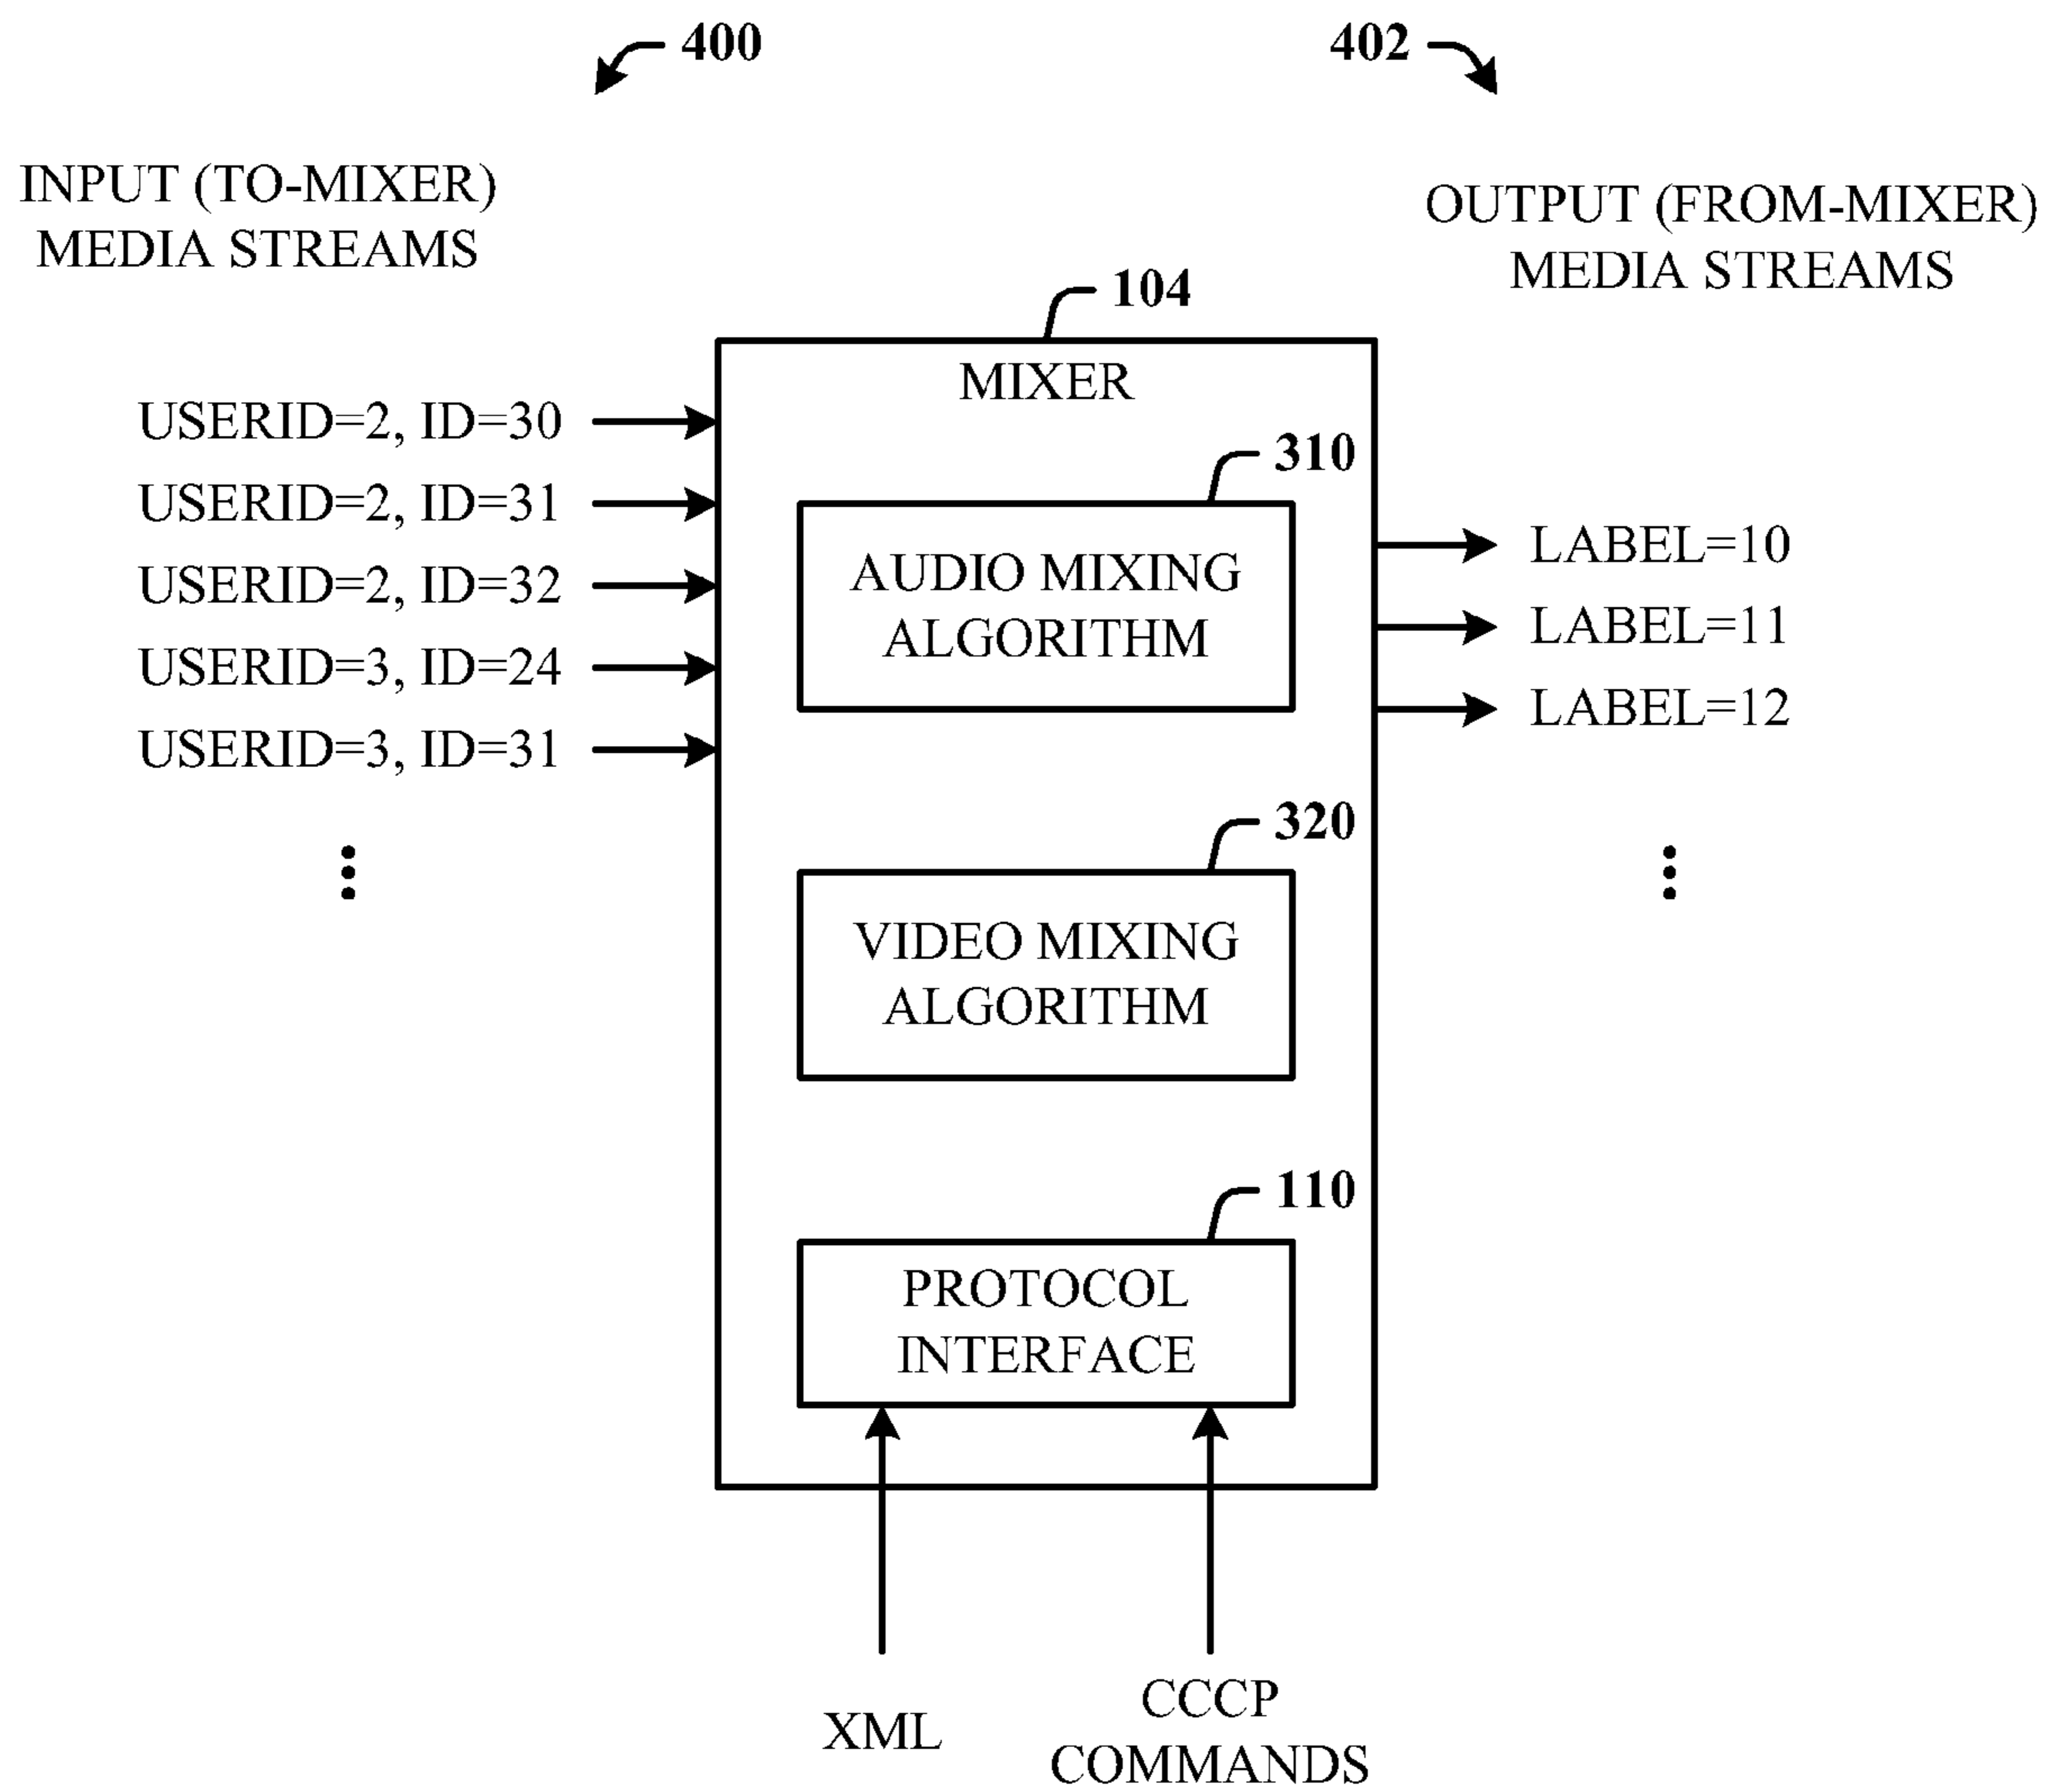 400
402
INPUT (TO-MIXER)
MEDIA STREAMS
OUTPUT (FROM-MIXER)
MEDIA STREAMS
104
MIXER
USERID=2, ID=30
USERID=2, ID=31
USERID=2, ID=32
USERID=3, ID=24
USERID=3, ID=31
310
AUDIO MIXING
ALGORITHM
LABEL=10
LABEL=11
LABEL=12
320
VIDEO MIXING
ALGORITHM
110
PROTOCOL
INTERFACE
XML
CCCP
COMMANDS